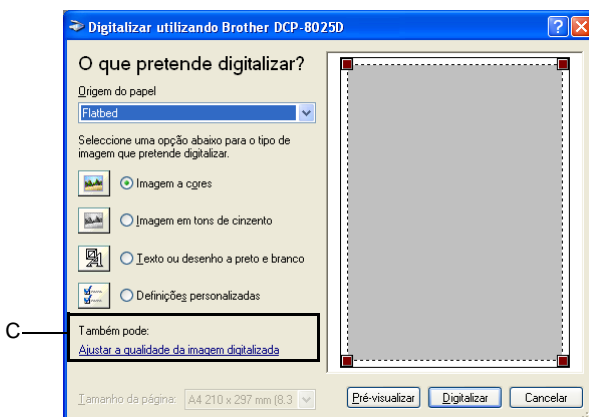 Digitalizar utilizando Brother DCP-8025D
O que pretende digitalizar?
Origem do papel
Flatbed
Seleccione uma opção abaixo para o tipo de
imagem que pretende digitalizar.
Imagem a cores
Imagem em tons de cinzento
Texto ou desenho a preto e branco
Definições personalizadas
C
Também pode:
Ajustar a qualidade da imagem digitalizada
Tamanho da página: A4 210 x 297 mm (8.3
Pré-visualizar Digitalizar Cancelar